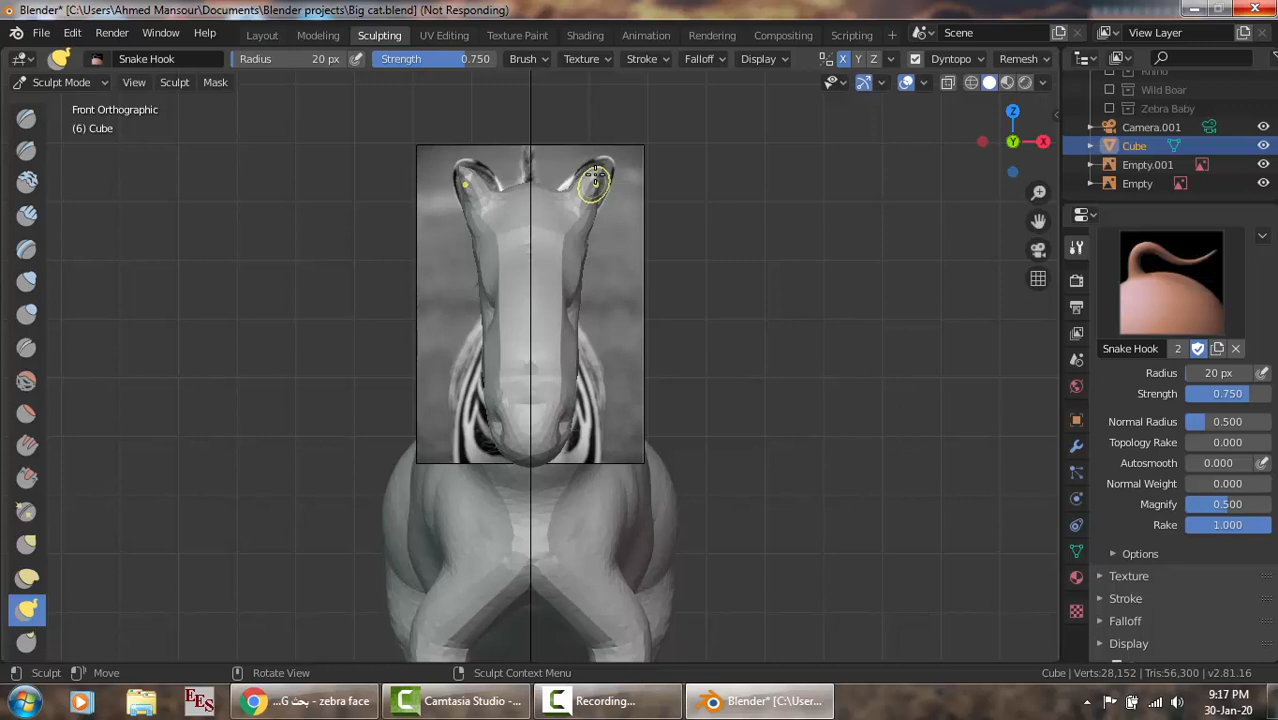 Blender* [C:\Users\Ahmed Mansour\Documents\Blender projects\Big cat.blend] (Not Responding)
File Edit Render Window Help Layout Modeling Sculpting UV Editing Texture Paint Shading Animation Rendering Compositing Scripting Scene View Layer
Snake Hook Radius 20 px Strength 0.750 Brush Texture Stroke Falloff Display X Y Z Dyntopo Remesh
Sculpt Mode View Sculpt Mask
Rhino
Wild Boar
Zebra Baby
Front Orthographic
(6) Cube
Camera.001
Cube
Empty.001
Empty
Z
Y
X
Snake Hook 2
Radius 20 px
Strength 0.750
Normal Radius 0.500
Topology Rake 0.000
Autosmooth 0.000
Normal Weight 0.000
Magnify 0.500
Rake 1.000
Options
Texture
Stroke
Falloff
Display
Sculpt Move Rotate View Sculpt Context Menu Cube | Verts:28,152 | Tris:56,300 | v2.81.16
EES ...G بحث - zebra face Camtasia Studio -... Recording... Blender* [C:\User...
9:17 PM
30-Jan-20